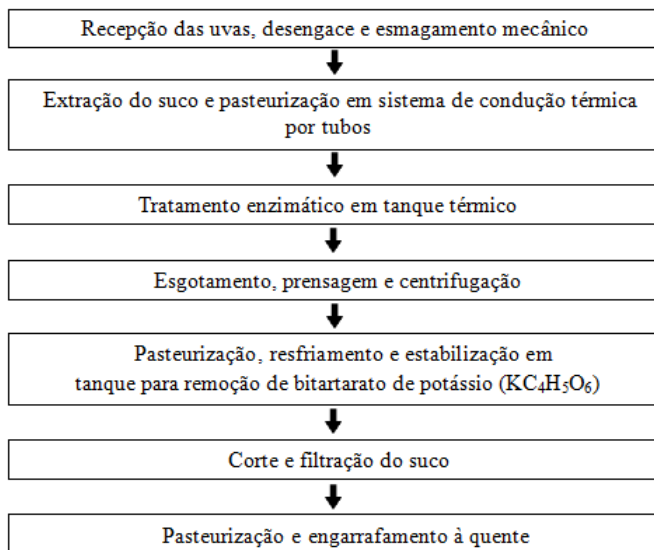 Recepção das uvas, desengace e esmagamento mecânico
Extração do suco e pasteurização em sistema de condução térmica
por tubos
Tratamento enzimático em tanque térmico
Esgotamento, prensagem e centrifugação
Pasteurização, resfriamento e estabilização em
tanque para remoção de bitartarato de potássio (KC₄H₅O₆)
Corte e filtração do suco
Pasteurização e engarrafamento à quente